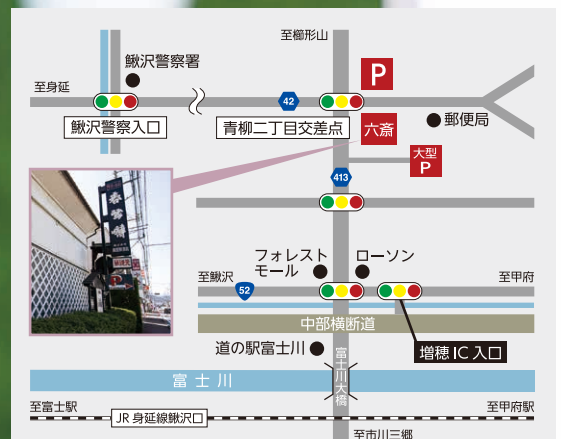 至櫛形山
鰍沢警察署
P
至身延
42
鰍沢警察入口
青柳二丁目交差点
六斎
郵便局
大型
P
413
フォレスト
モール
ローソン
至鰍沢
52
至甲府
中部横断道
道の駅富士川
増穂IC入口
富士川大橋
富士川
至富士駅
至甲府駅
JR身延線鰍沢口
至市川三郷